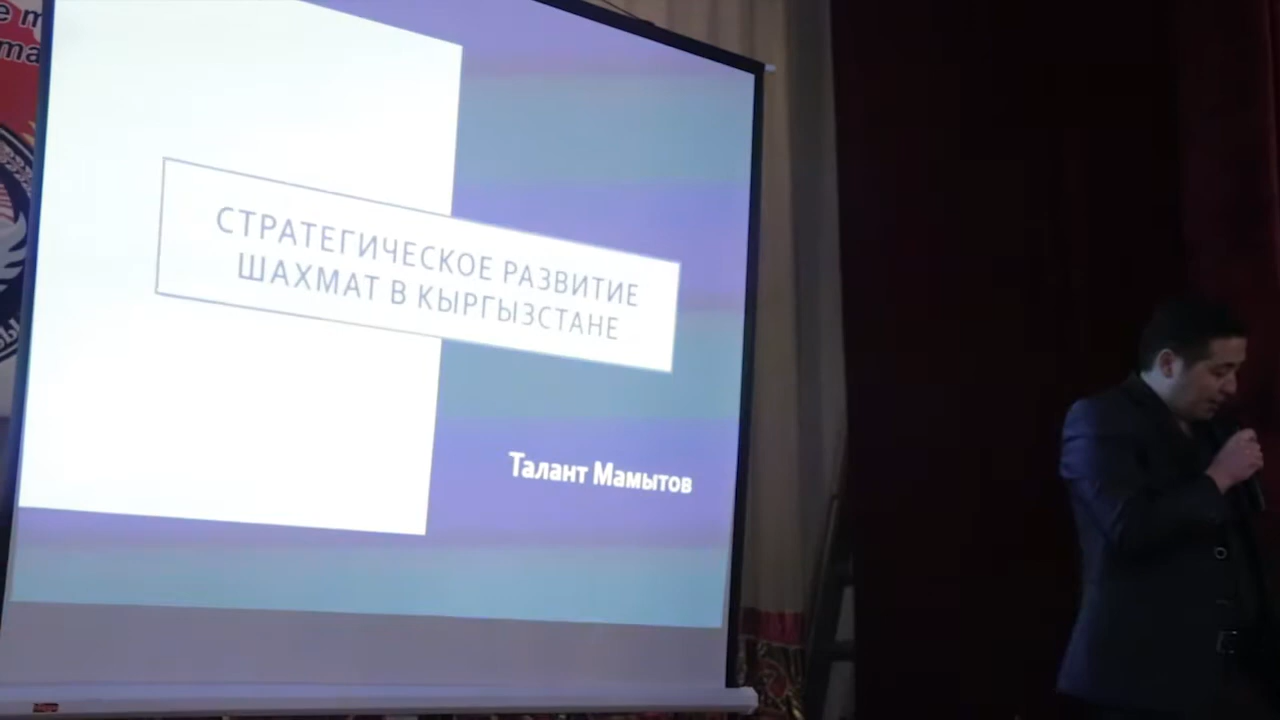 СТРАТЕГИЧЕСКОЕ РАЗВИТИЕ
ШАХМАТ В КЫРГЫЗСТАНЕ
Талант Мамытов